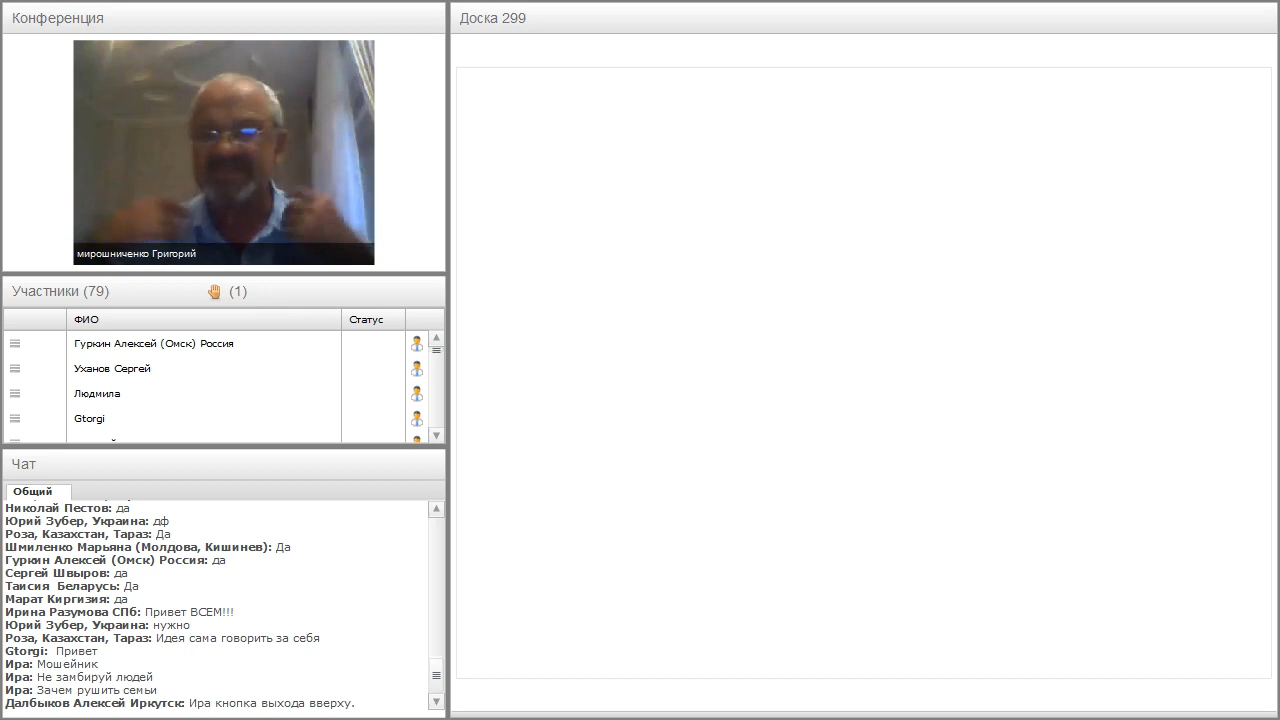 Конференция
мирошниченко Григорий
Участники (79) (1)
ФИО Статус
Гуркин Алексей (Омск) Россия
Уханов Сергей
Людмила
Gtorgi
Чат
Общий
Николай Пестов: да
Юрий Зубер, Украина: дф
Роза, Казахстан, Тараз: Да
Шмиленко Марьяна (Молдова, Кишинев): Да
Гуркин Алексей (Омск) Россия: да
Сергей Швыров: да
Таисия Беларусь: Да
Марат Киргизия: да
Ирина Разумова СПб: Привет ВСЕМ!!!
Юрий Зубер, Украина: нужно
Роза, Казахстан, Тараз: Идея сама говорить за себя
Gtorgi: Привет
Ира: Мошейник
Ира: Не замбируй людей
Ира: Зачем рушить семьи
Далбыков Алексей Иркутск: Ира кнопка выхода вверху.
Доска 299